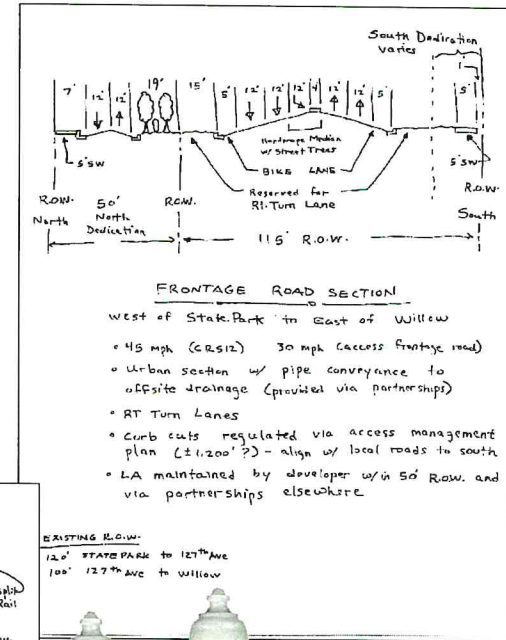 South Dedication
varies
1'
7' 12' 12' 19' 15' 5' 12' 12' 12' 4' 12' 12' 5' 5'
Hardscape Median
w/ Street Trees
5' SW
BIKE LANE
5' SW
Reserved for
Rt. Turn Lane
R.O.W.
North
50'
North
Dedication
R.O.W.
R.O.W.
South
115' R.O.W.
FRONTAGE ROAD SECTION
West of State Park to East of Willow
• 45 mph (CR512) 30 mph (access frontage road)
• Urban section w/ pipe conveyance to
offsite drainage (provided via partnerships)
• RT Turn Lanes
• Curb cuts regulated via access management
plan (±1,200'?) - align w/ local roads to south
• LA maintained by developer w/in 50' R.O.W. and
via partnerships elsewhere
EXISTING R.O.W.
120' STATE PARK to 127th Ave
100' 127th Ave to Willow
split
Rail